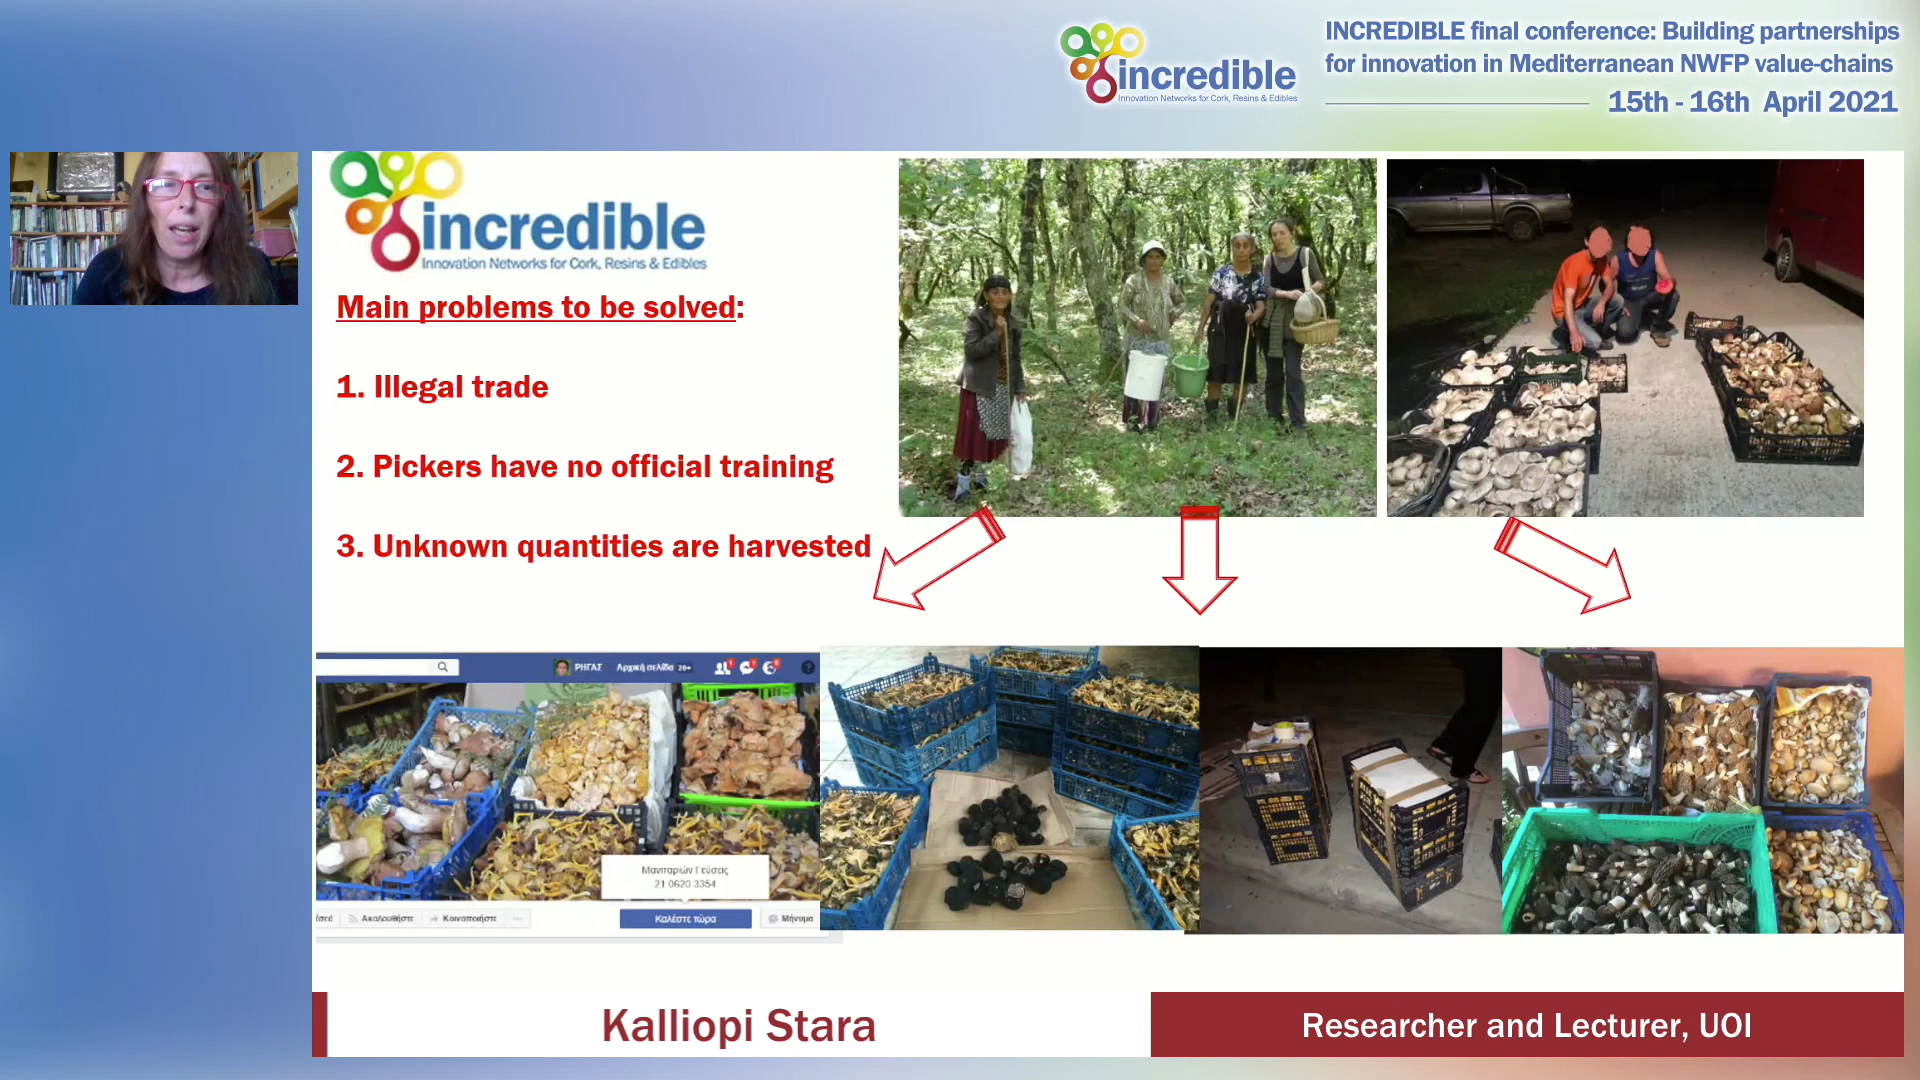 incredible
Innovation Networks for Cork, Resins & Edibles
INCREDIBLE final conference: Building partnerships
for innovation in Mediterranean NWFP value-chains
15th - 16th April 2021
incredible
Innovation Networks for Cork, Resins & Edibles
Main problems to be solved:
1. Illegal trade
2. Pickers have no official training
3. Unknown quantities are harvested
ΡΗΓΑΣ Αρχική σελίδα 20+
Μανιταριών Γεύσεις
21 0620 3354
Ακολουθήστε Κοινοποιήστε ... Καλέστε τώρα Μήνυμα
Kalliopi Stara
Researcher and Lecturer, UOI